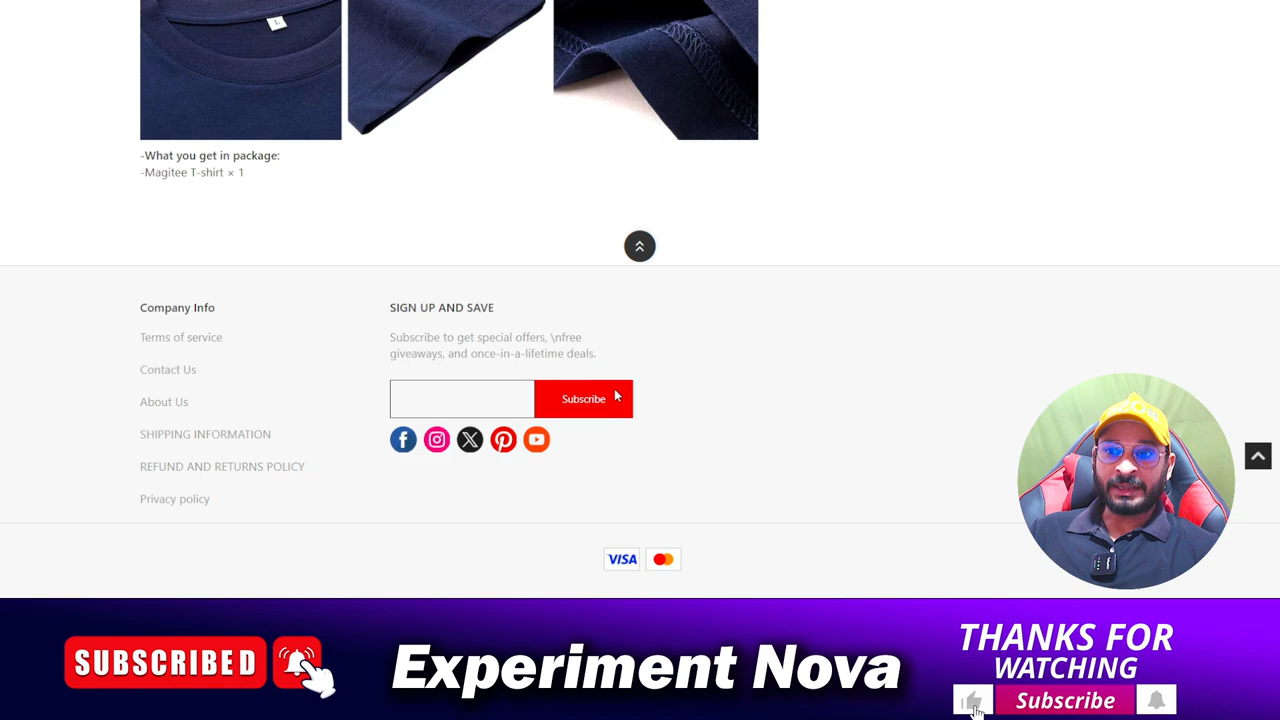 L
-What you get in package:
-Magitee T-shirt × 1
Company Info
Terms of service
Contact Us
About Us
SHIPPING INFORMATION
REFUND AND RETURNS POLICY
Privacy policy
SIGN UP AND SAVE
Subscribe to get special offers, \nfree
giveaways, and once-in-a-lifetime deals.
Subscribe
VISA
SUBSCRIBED
Experiment Nova
THANKS FOR
WATCHING
Subscribe